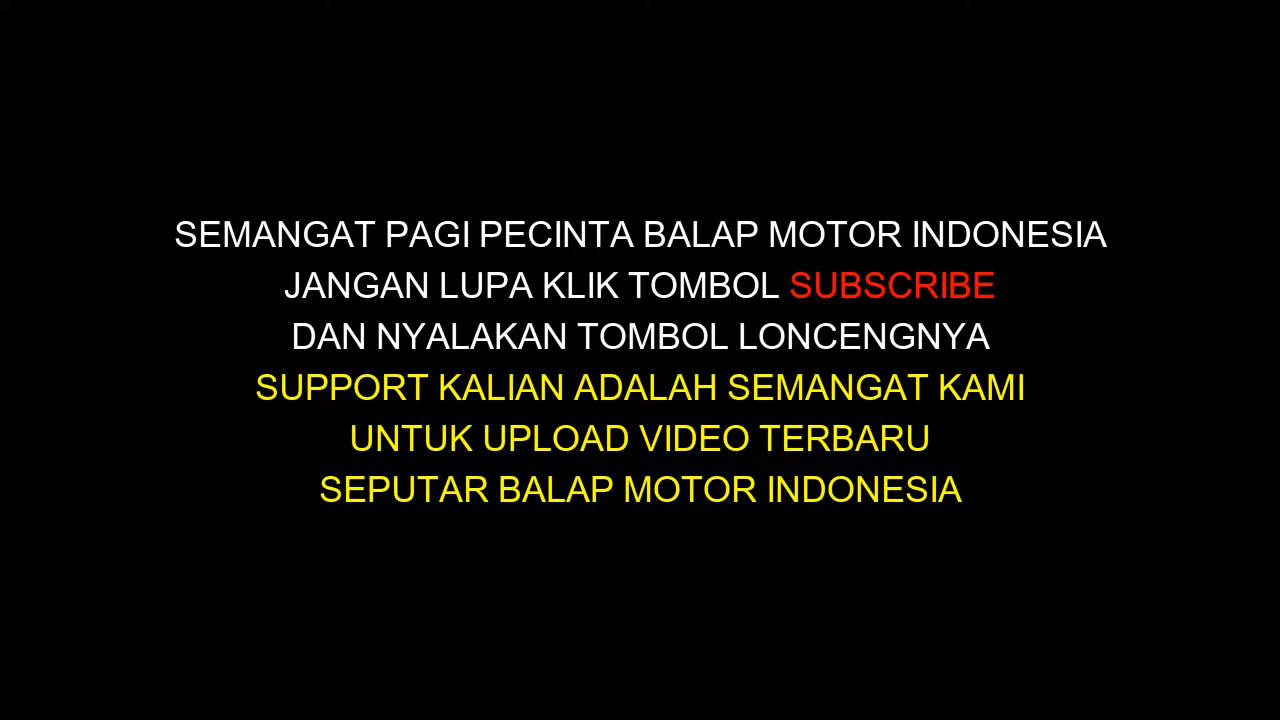 SEMANGAT PAGI PECINTA BALAP MOTOR INDONESIA
JANGAN LUPA KLIK TOMBOL SUBSCRIBE
DAN NYALAKAN TOMBOL LONCENGNYA
SUPPORT KALIAN ADALAH SEMANGAT KAMI
UNTUK UPLOAD VIDEO TERBARU
SEPUTAR BALAP MOTOR INDONESIA